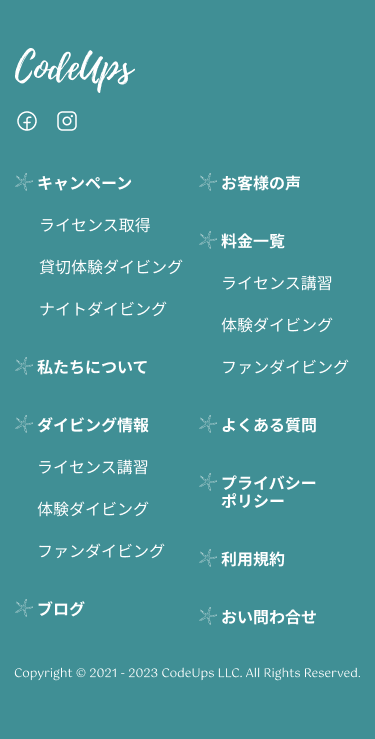 CodeUps
キャンペーン
ライセンス取得
貸切体験ダイビング
ナイトダイビング
私たちについて
ダイビング情報
ライセンス講習
体験ダイビング
ファンダイビング
ブログ
お客様の声
料金一覧
ライセンス講習
体験ダイビング
ファンダイビング
よくある質問
プライバシー
ポリシー
利用規約
おい問わ合せ
Copyright © 2021 - 2023 CodeUps LLC. All Rights Reserved.